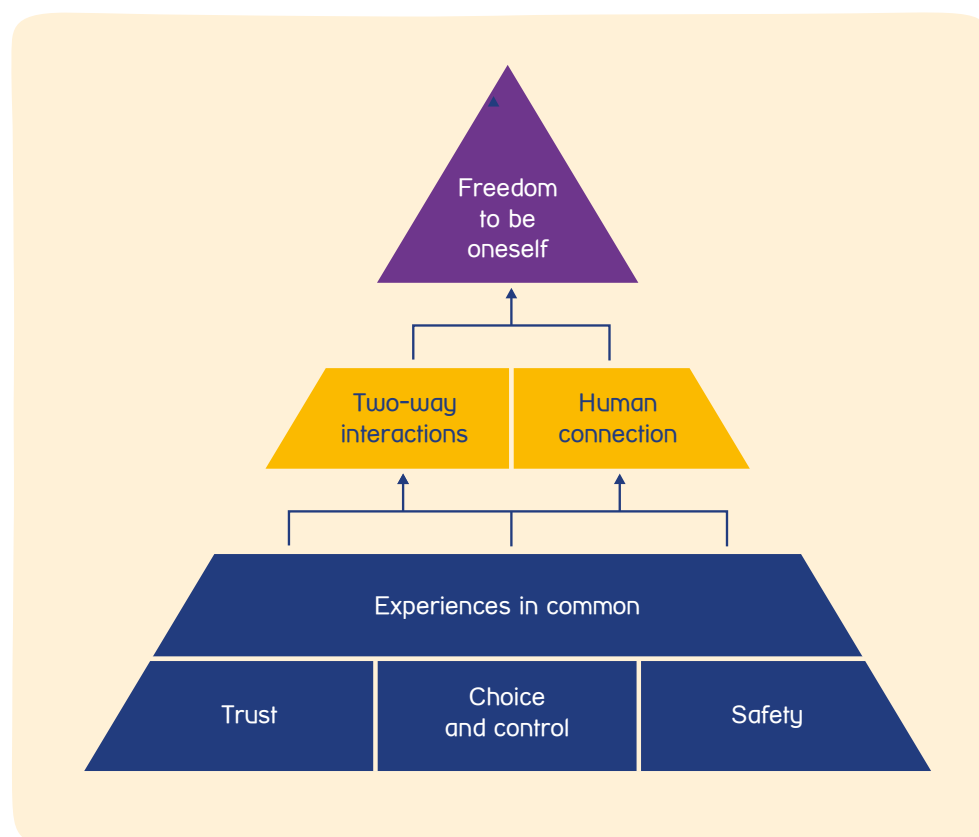 Freedom
to be
oneself
Two-way
interactions
Human
connection
Experiences in common
Trust
Choice
and control
Safety